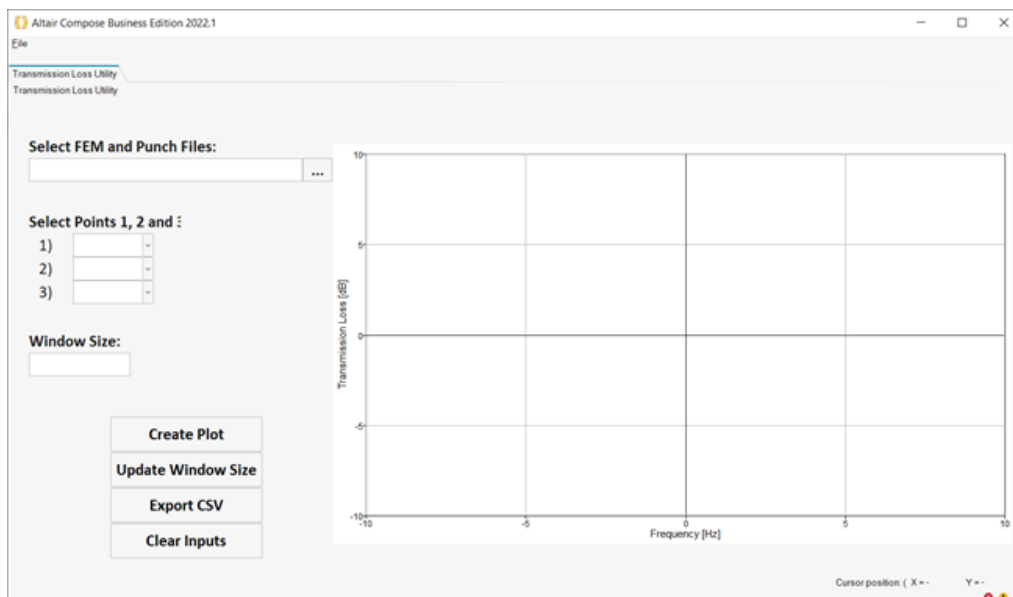 Altair Compose Business Edition 2022.1
File
Transmission Loss Utility
Transmission Loss Utility
Select FEM and Punch Files:
...
Select Points 1, 2 and
1)
2)
3)
Window Size:
Create Plot
Update Window Size
Export CSV
Clear Inputs
Transmission Loss [dB]
10
5
0
-5
-10
-10 -5 0 5 10
Frequency [Hz]
Cursor position: ( X = - Y = -